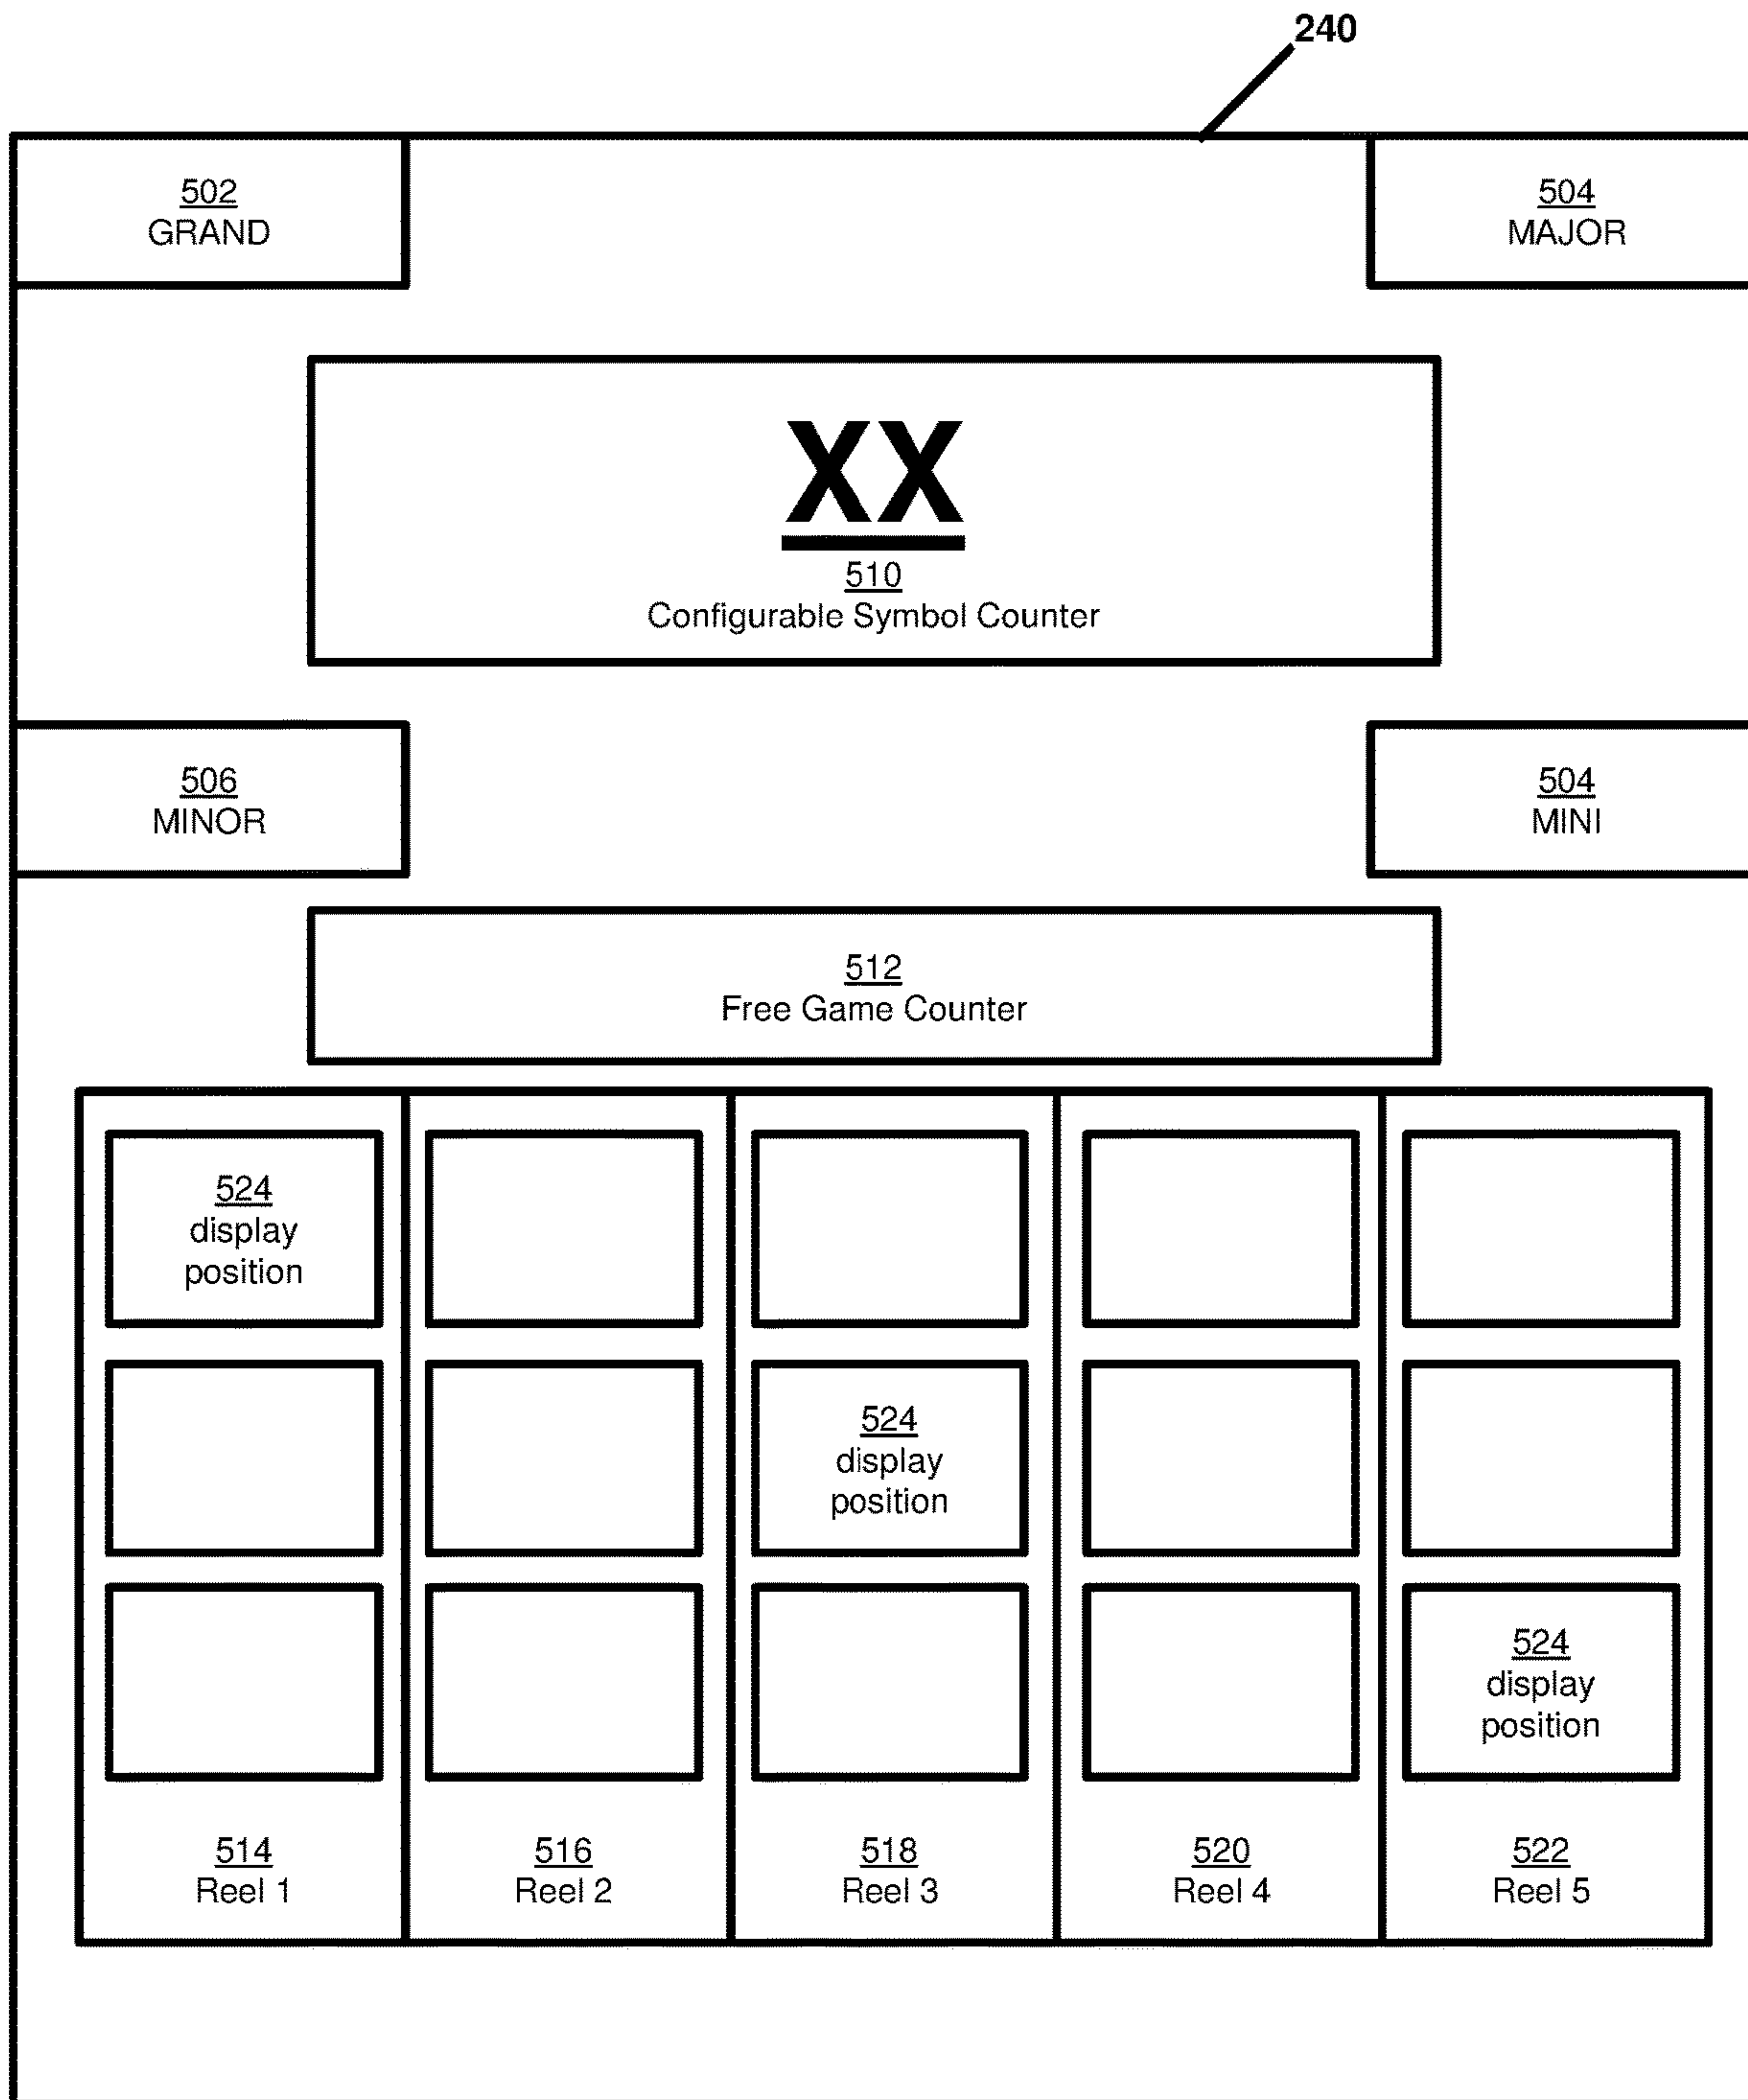 240
502
GRAND
504
MAJOR
XX
510
Configurable Symbol Counter
506
MINOR
504
MINI
512
Free Game Counter
524
display
position
524
display
position
524
display
position
514
Reel 1
516
Reel 2
518
Reel 3
520
Reel 4
522
Reel 5